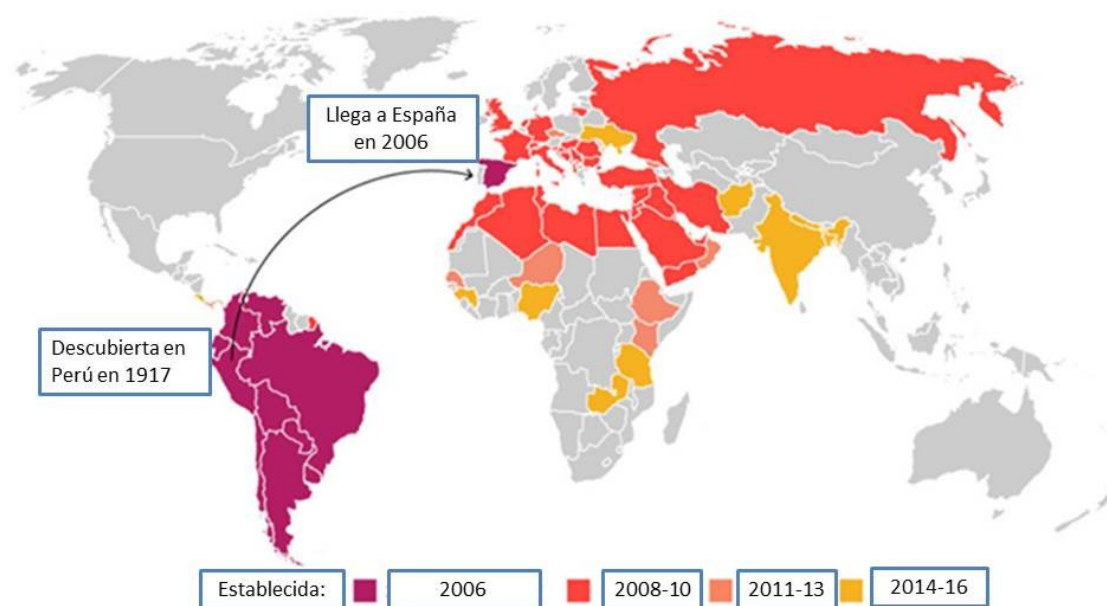 Llega a España
en 2006
Descubierta en
Perú en 1917
Establecida: 2006 2008-10 2011-13 2014-16